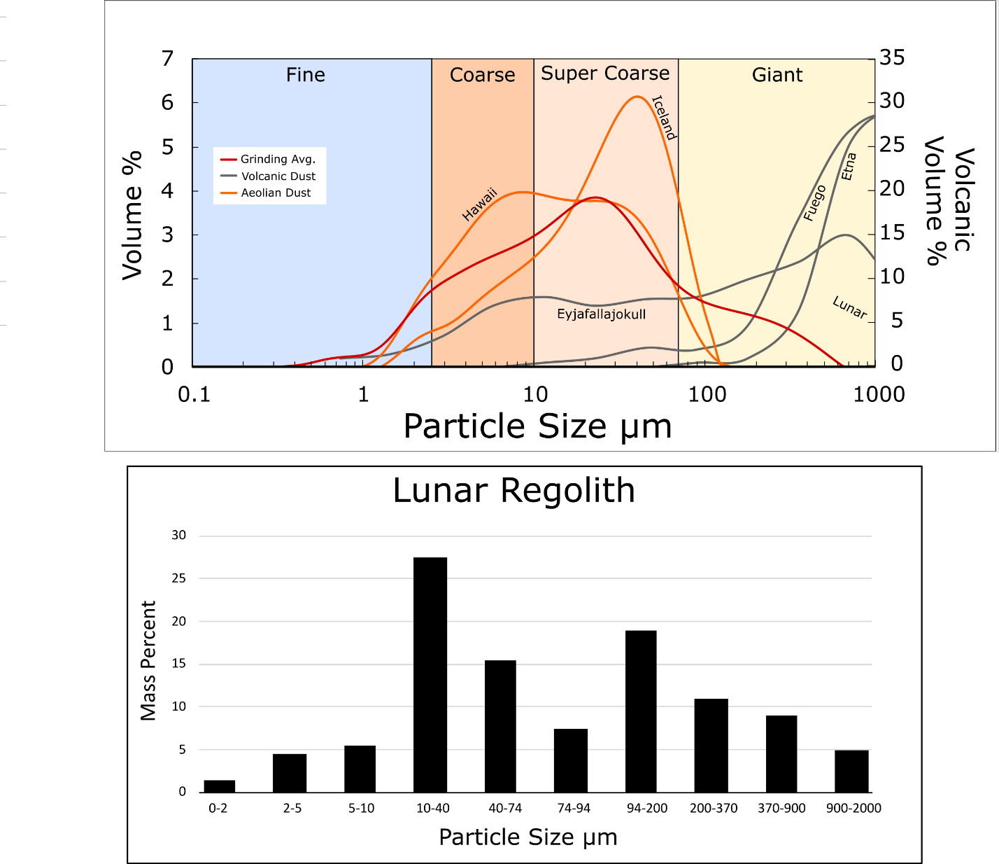 Fine
Coarse
Super Coarse
Giant
7
6
5
4
3
2
1
0
Volume %
35
30
25
20
15
10
5
0
Volcanic
Volume %
Grinding Avg.
Volcanic Dust
Aeolian Dust
Hawaii
Iceland
Eyjafallajokull
Fuego
Etna
Lunar
0.1 1 10 100 1000
Particle Size µm
Lunar Regolith
30
25
20
15
10
5
0
Mass Percent
0-2 2-5 5-10 10-40 40-74 74-94 94-200 200-370 370-900 900-2000
Particle Size µm